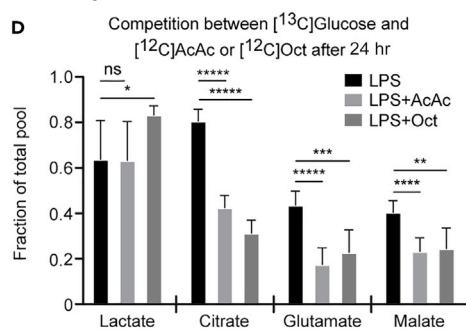 D
Competition between [¹³C]Glucose and
[¹²C]AcAc or [¹²C]Oct after 24 hr
Fraction of total pool
1.0
0.8
0.6
0.4
0.2
0
ns
*
*****
*****
***
*****
**
****
LPS
LPS+AcAc
LPS+Oct
Lactate
Citrate
Glutamate
Malate